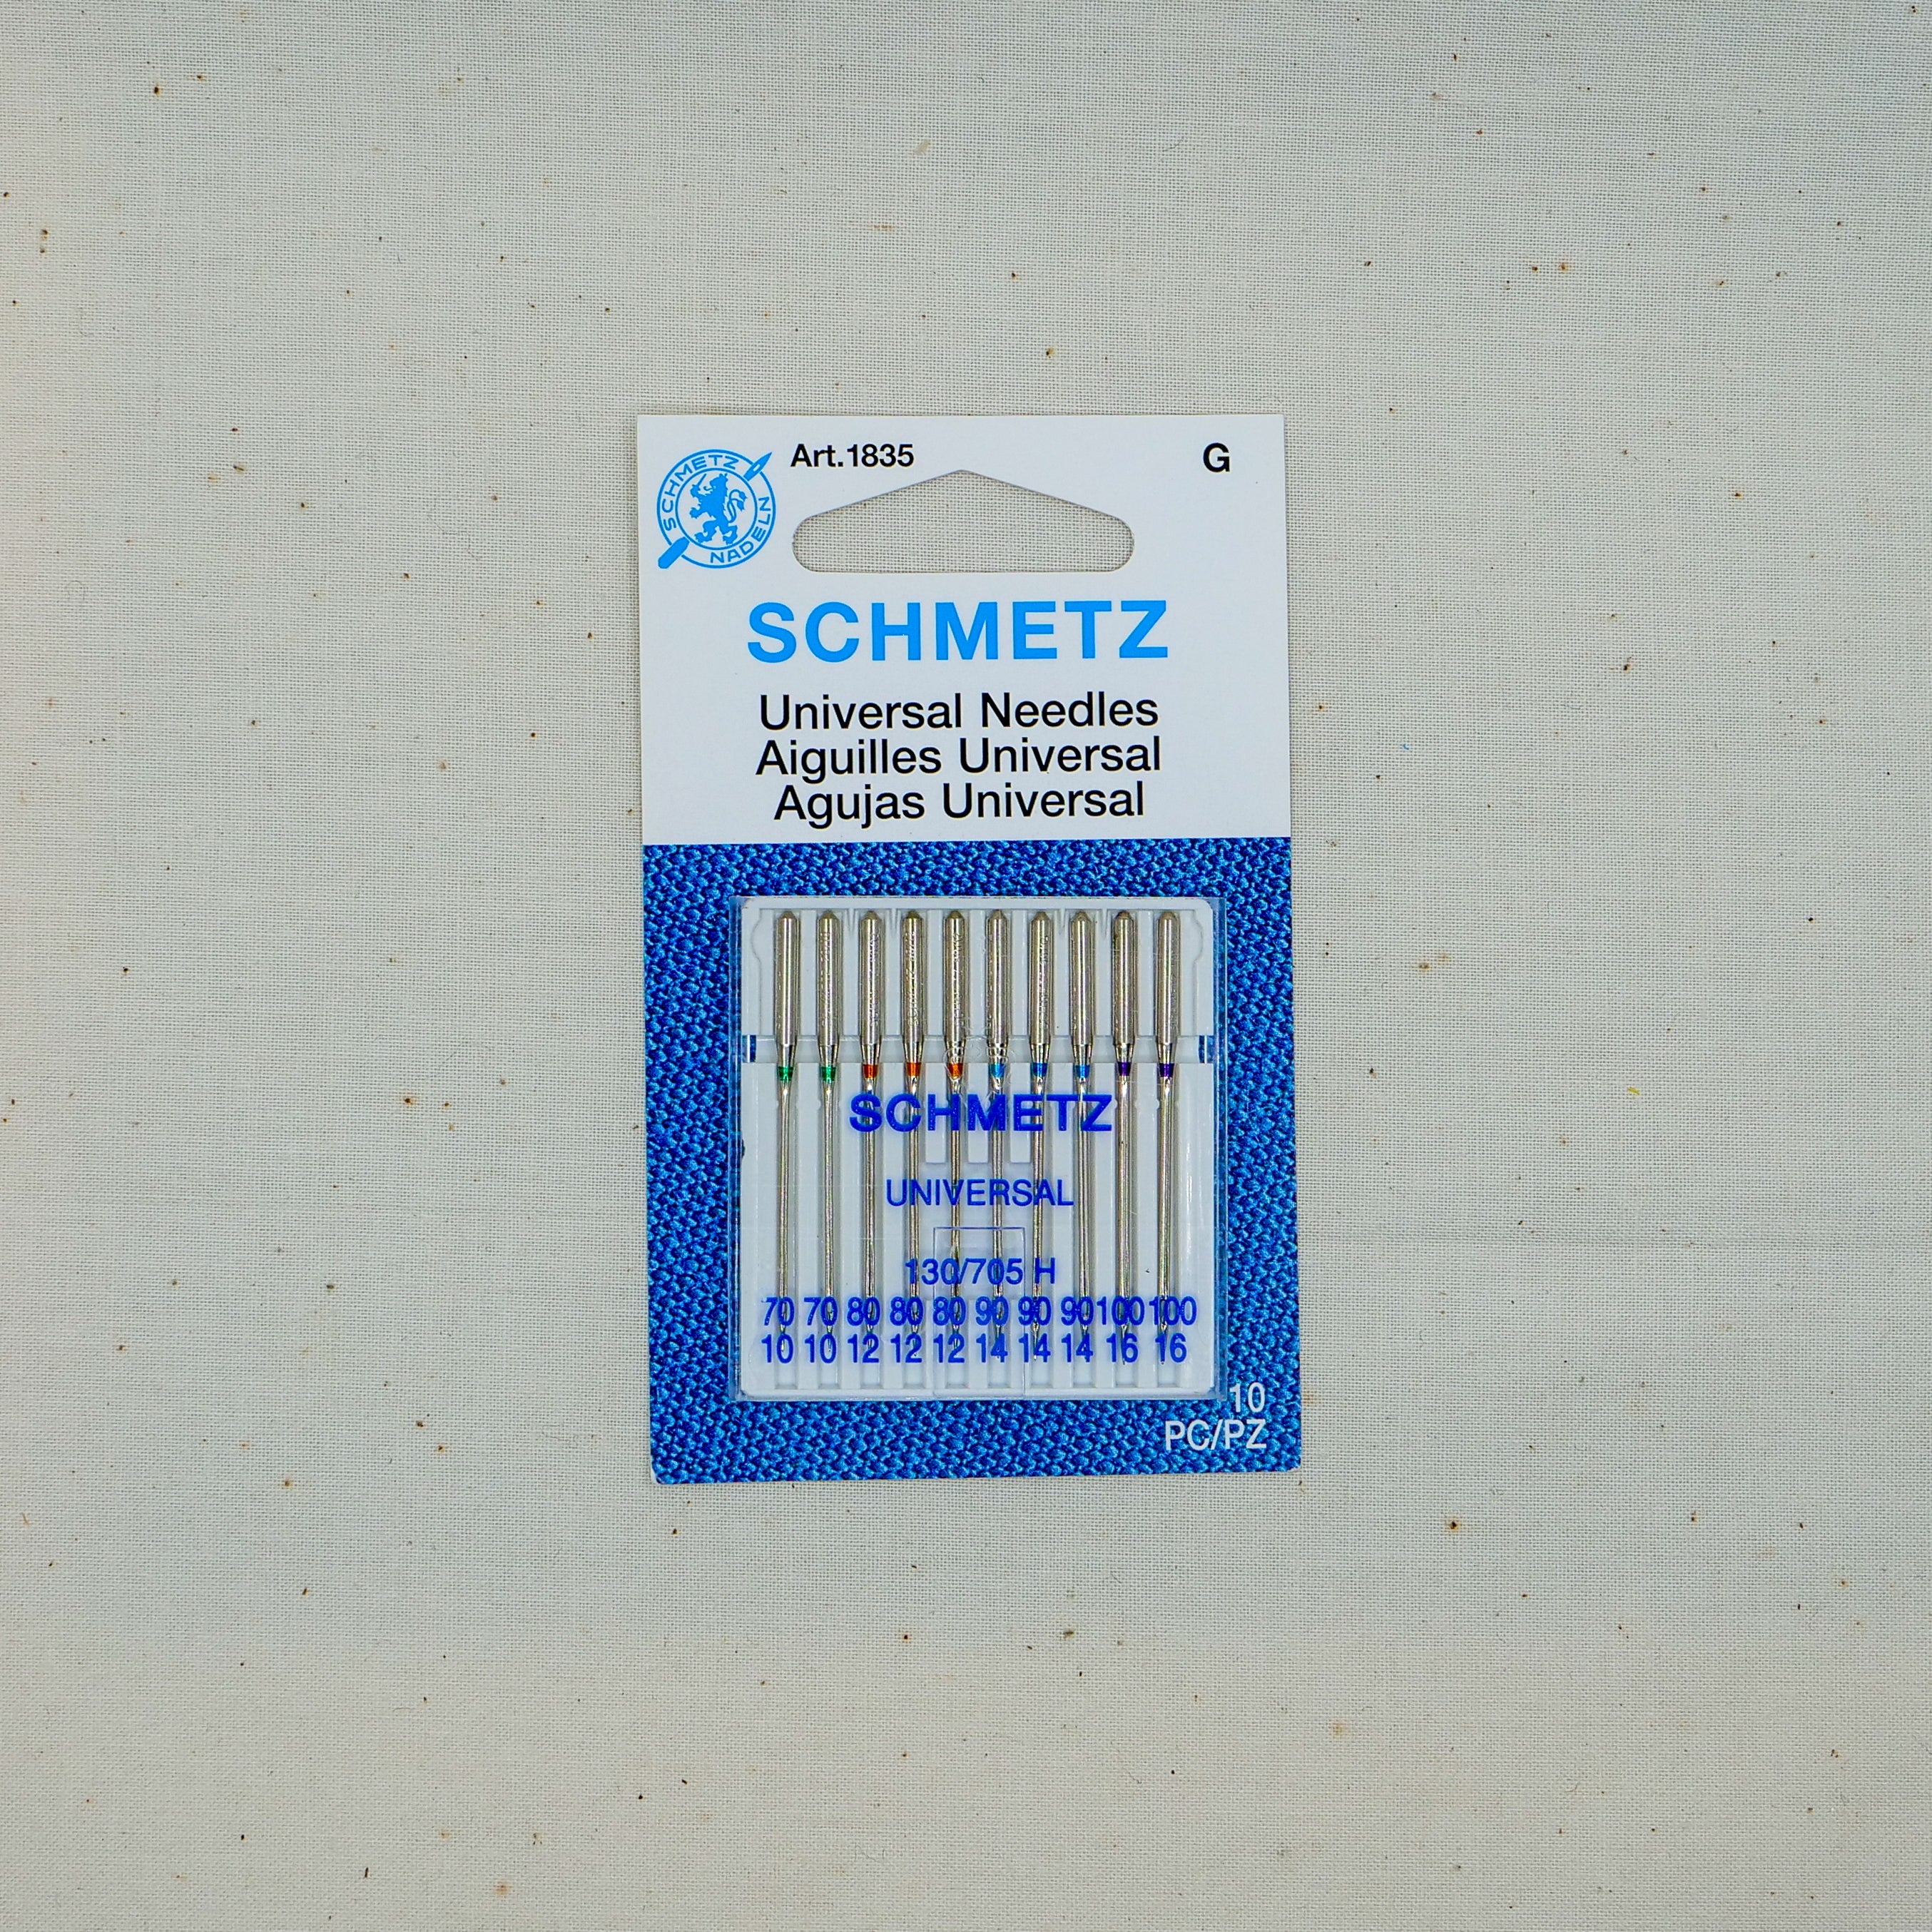 Art.1835
G
SCHMETZ NADELN
SCHMETZ
Universal Needles
Aiguilles Universal
Agujas Universal
SCHMETZ
UNIVERSAL
130/705 H
70 70 80 80 80 90 90 90 100 100
10 10 12 12 12 14 14 14 16 16
10
PC/PZ